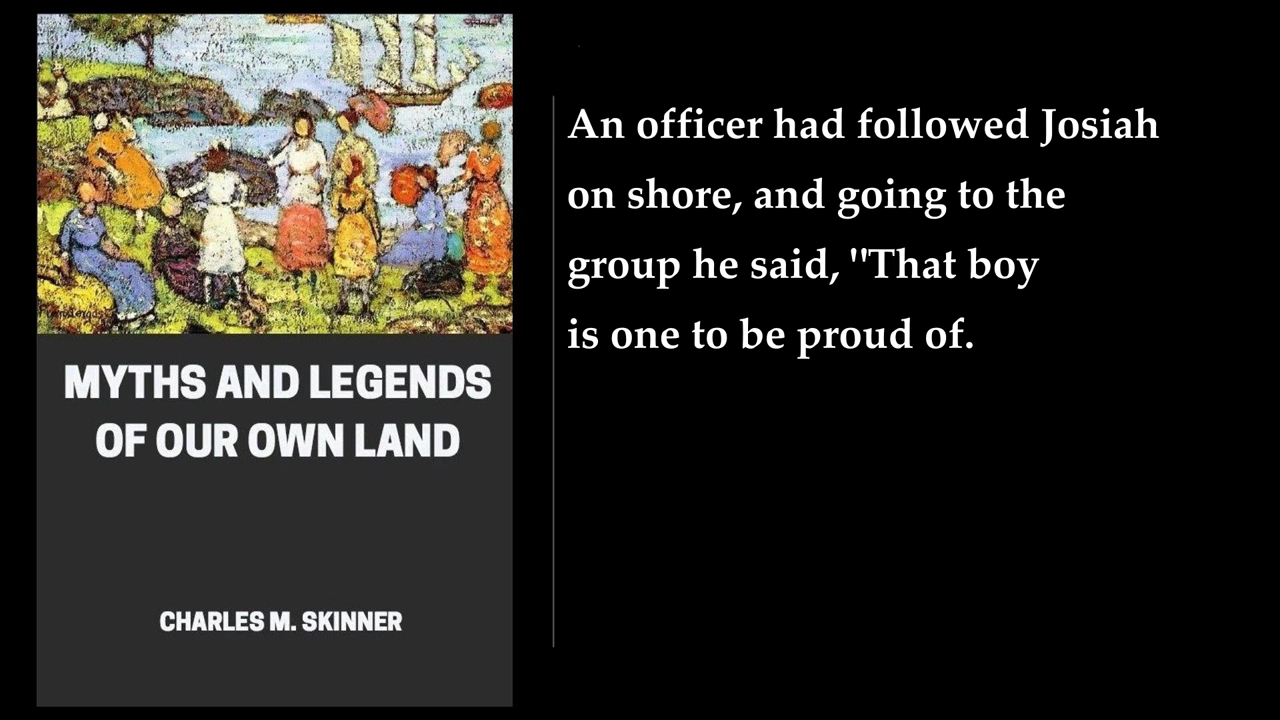 MYTHS AND LEGENDS
OF OUR OWN LAND
CHARLES M. SKINNER
An officer had followed Josiah
on shore, and going to the
group he said, "That boy
is one to be proud of.